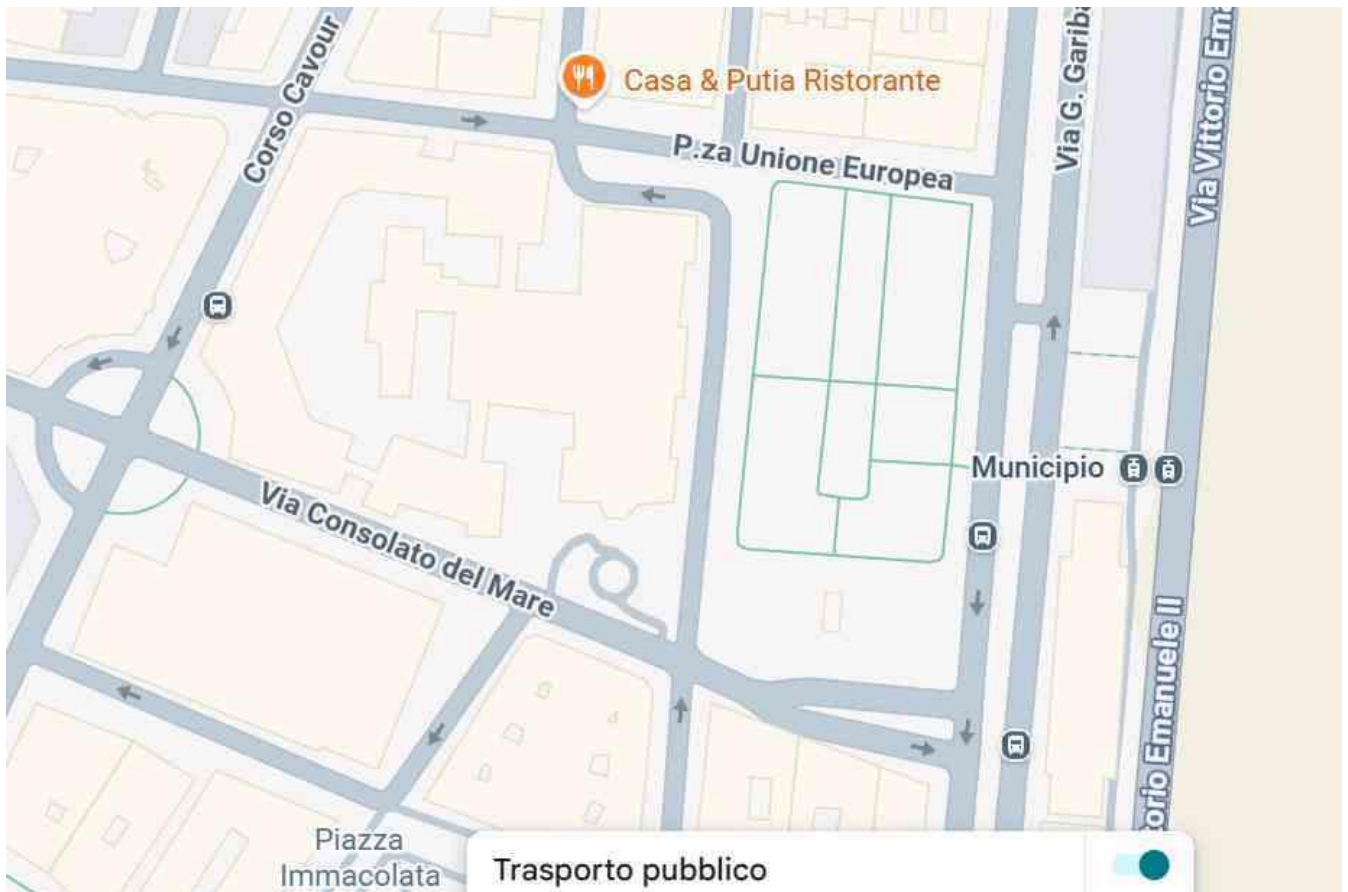 Corso Cavour
Casa & Putia Ristorante
P.za Unione Europea
Via G. Garib
Via Vittorio Em
Municipio
Via Consolato del Mare
torio Emanuele II
Piazza
Immacolata
Trasporto pubblico